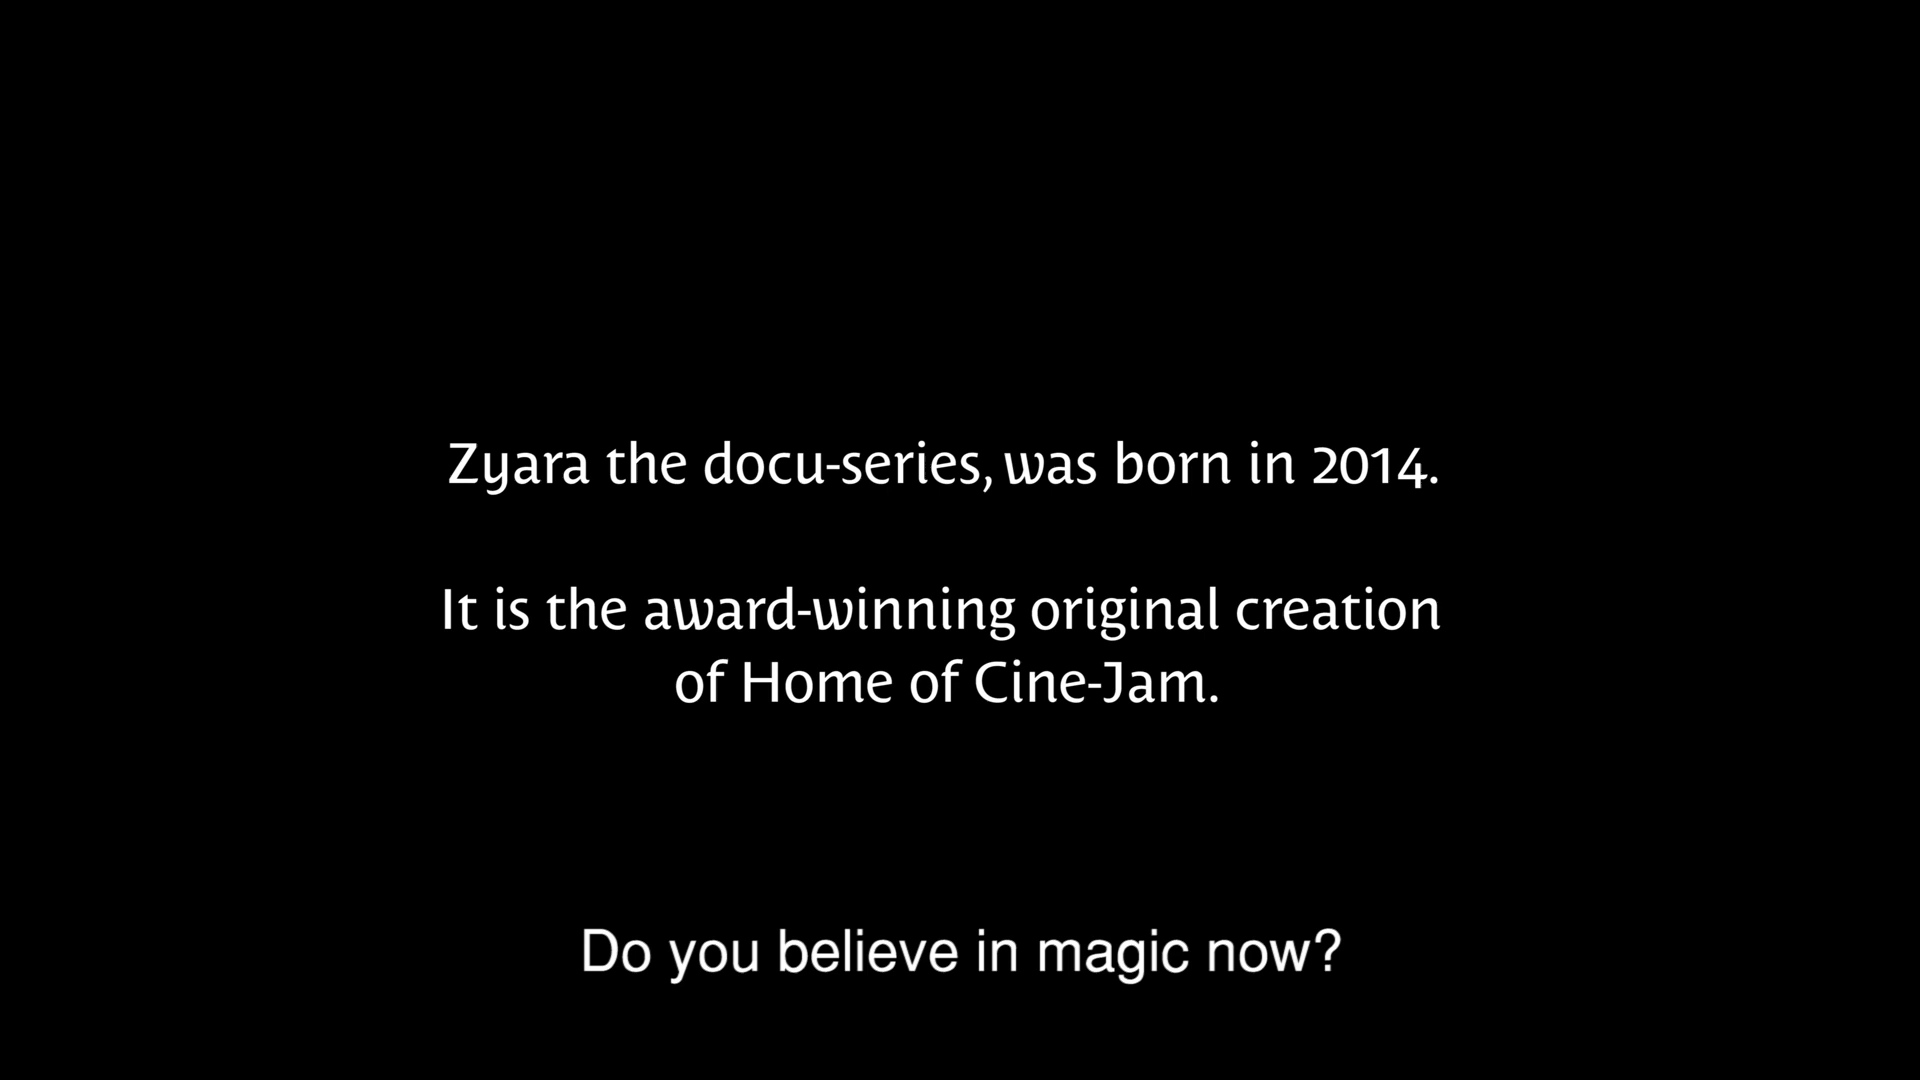 Zyara the docu-series, was born in 2014.
It is the award-winning original creation
of Home of Cine-Jam.
Do you believe in magic now?